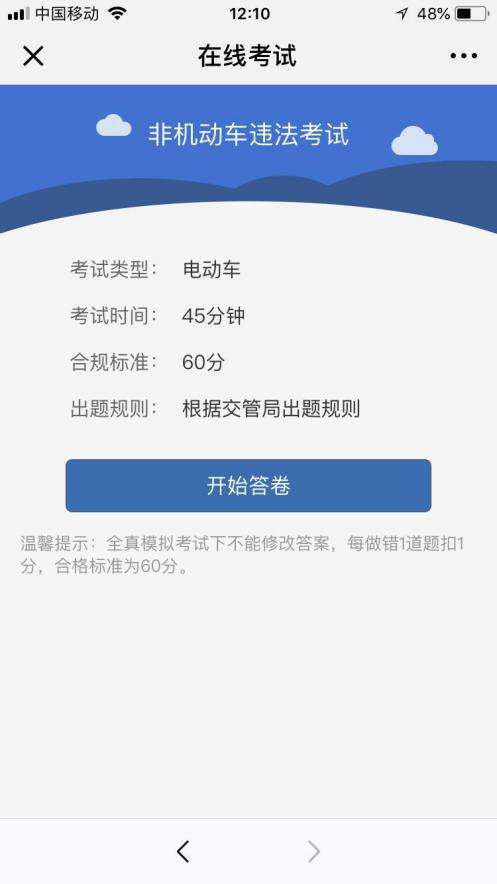 中国移动 12:10 48%
在线考试
非机动车违法考试
考试类型： 电动车
考试时间： 45分钟
合规标准： 60分
出题规则： 根据交管局出题规则
开始答卷
温馨提示：全真模拟考试下不能修改答案，每做错1道题扣1
分，合格标准为60分。